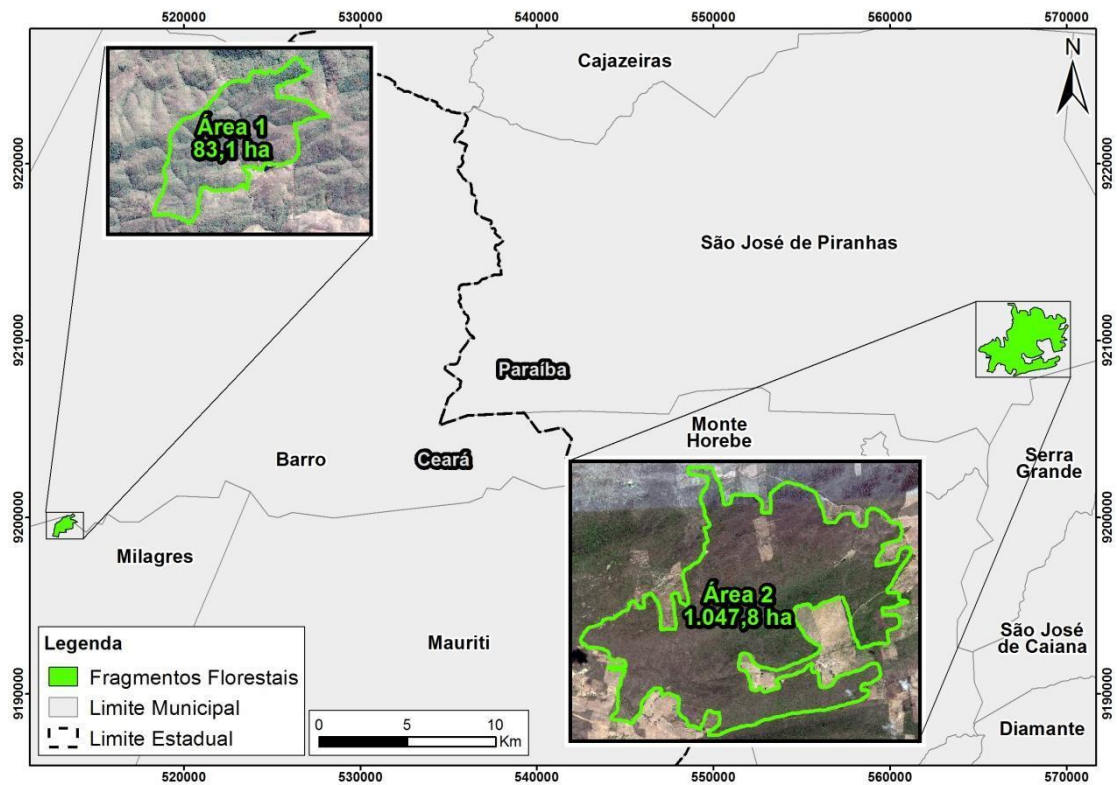 520000
530000
540000
550000
560000
570000
N
Cajazeiras
Área 1
83,1 ha
9220000
9220000
São José de Piranhas
9210000
9210000
Paraíba
Monte
Horebe
Serra
Grande
Barro
Ceará
9200000
9200000
Milagres
Área 2
1.047,8 ha
São José
de Caiana
Mauriti
Legenda
Fragmentos Florestais
Limite Municipal
Limite Estadual
0
5
10
Km
9190000
9190000
Diamante
520000
530000
540000
550000
560000
570000